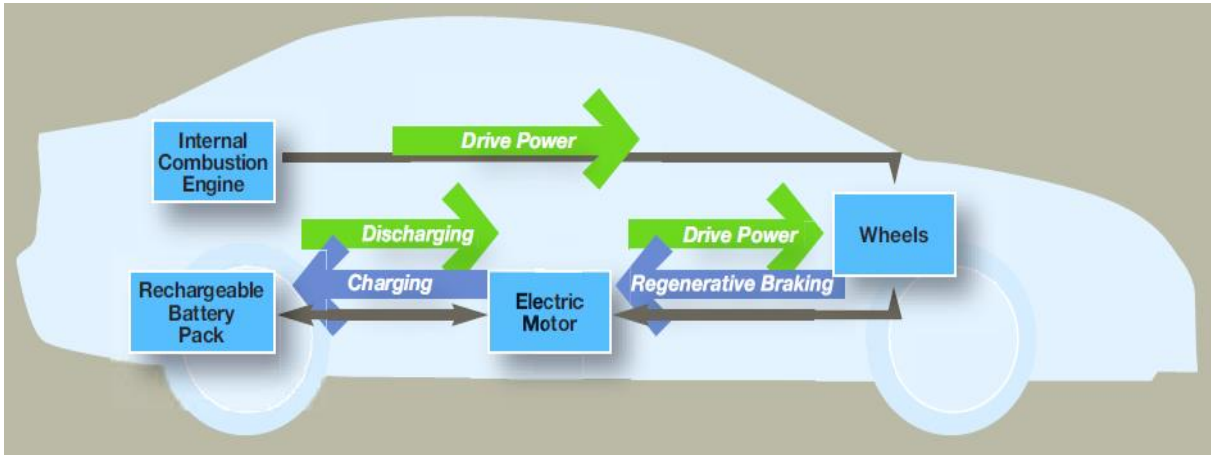 Internal
Combustion
Engine
Drive Power
Discharging
Drive Power
Wheels
Charging
Regenerative Braking
Rechargeable
Battery
Pack
Electric
Motor